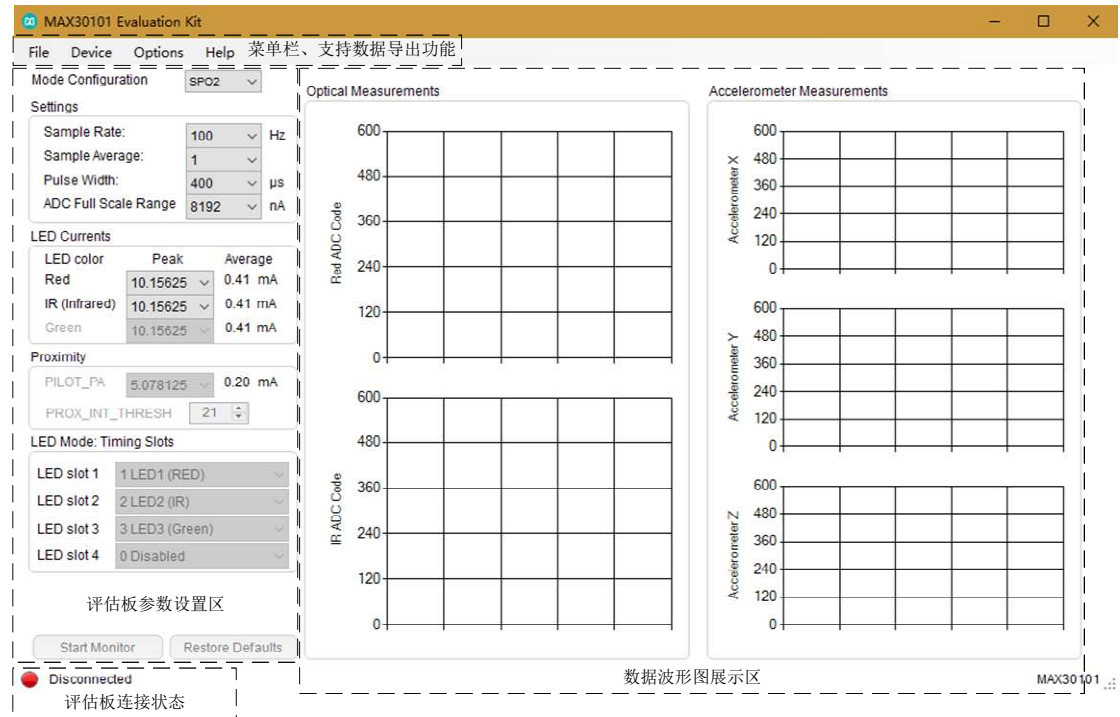 MAX30101 Evaluation Kit
File Device Options Help 菜单栏、支持数据导出功能
Mode Configuration SPO2
Settings
Sample Rate: 100 Hz
Sample Average: 1
Pulse Width: 400 µs
ADC Full Scale Range 8192 nA
LED Currents
LED color Peak Average
Red 10.15625 0.41 mA
IR (Infrared) 10.15625 0.41 mA
Green 10.15625 0.41 mA
Proximity
PILOT_PA 5.078125 0.20 mA
PROX_INT_THRESH 21
LED Mode: Timing Slots
LED slot 1 1 LED1 (RED)
LED slot 2 2 LED2 (IR)
LED slot 3 3 LED3 (Green)
LED slot 4 0 Disabled
评估板参数设置区
Start Monitor Restore Defaults
Disconnected
评估板连接状态
Optical Measurements
Red ADC Code
600
480
360
240
120
0
IR ADC Code
600
480
360
240
120
0
Accelerometer Measurements
Accelerometer X
600
480
360
240
120
0
Accelerometer Y
600
480
360
240
120
0
Accelerometer Z
600
480
360
240
120
0
数据波形图展示区
MAX30101